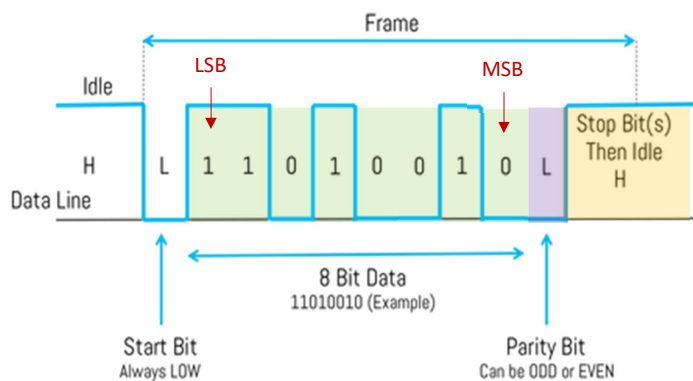 Frame
LSB
MSB
Idle
H
L
1
1
0
1
0
0
1
0
L
Stop Bit(s)
Then Idle
H
Data Line
8 Bit Data
11010010 (Example)
Start Bit
Always LOW
Parity Bit
Can be ODD or EVEN